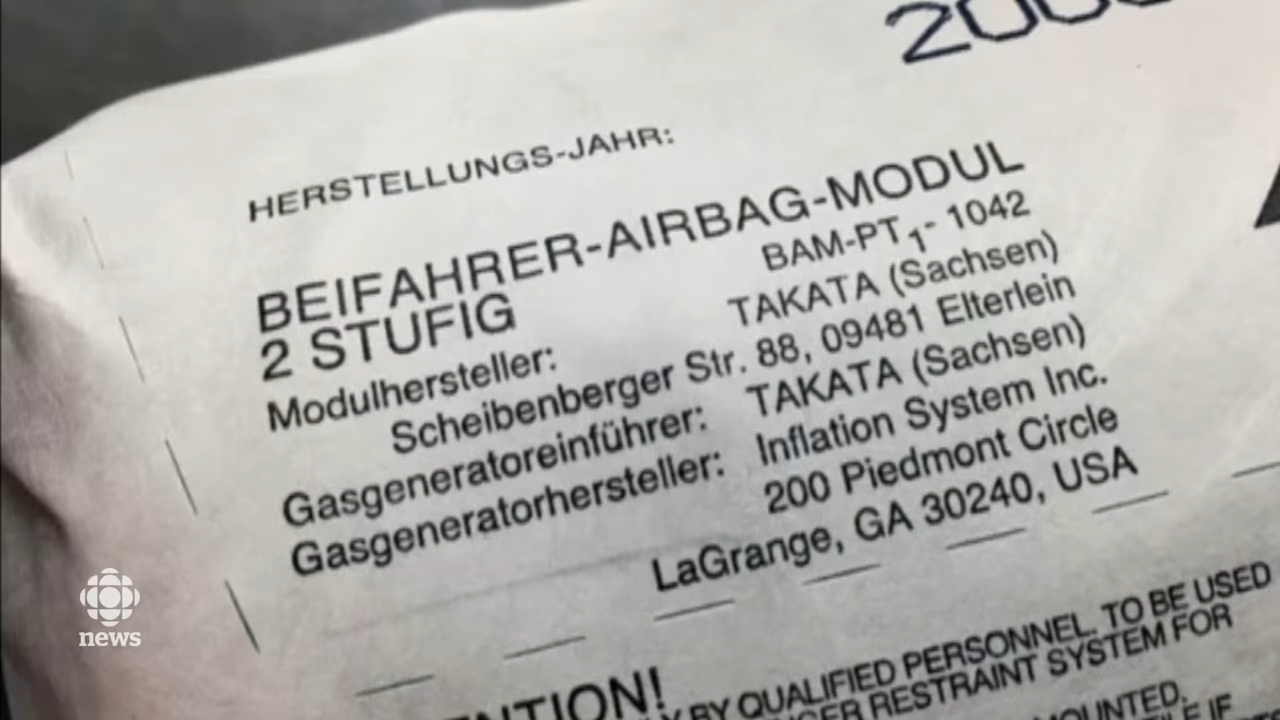 HERSTELLUNGS-JAHR:
BEIFAHRER-AIRBAG-MODUL
2 STUFIG
BAM-PT1- 1042
Modulhersteller: TAKATA (Sachsen)
Scheibenberger Str. 88, 09481 Elterlein
Gasgeneratoreinführer: TAKATA (Sachsen)
Gasgeneratorhersteller: Inflation System Inc.
200 Piedmont Circle
LaGrange, GA 30240, USA
BY QUALIFIED PERSONNEL, TO BE USED
RESTRAINT SYSTEM FOR
news